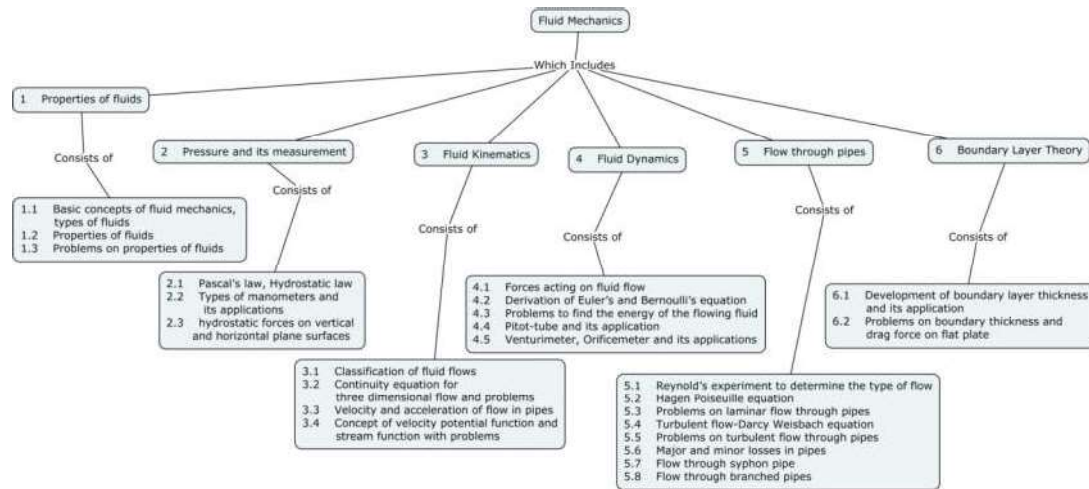 Fluid Mechanics
Which Includes
1 Properties of fluids
Consists of
1.1 Basic concepts of fluid mechanics,
types of fluids
1.2 Properties of fluids
1.3 Problems on properties of fluids
2 Pressure and its measurement
Consists of
2.1 Pascal's law, Hydrostatic law
2.2 Types of manometers and
its applications
2.3 hydrostatic forces on vertical
and horizontal plane surfaces
3 Fluid Kinematics
Consists of
3.1 Classification of fluid flows
3.2 Continuity equation for
three dimensional flow and problems
3.3 Velocity and acceleration of flow in pipes
3.4 Concept of velocity potential function and
stream function with problems
4 Fluid Dynamics
Consists of
4.1 Forces acting on fluid flow
4.2 Derivation of Euler's and Bernoulli's equation
4.3 Problems to find the energy of the flowing fluid
4.4 Pitot-tube and its application
4.5 Venturimeter, Orificemeter and its applications
5 Flow through pipes
Consists of
5.1 Reynold's experiment to determine the type of flow
5.2 Hagen Poiseuille equation
5.3 Problems on laminar flow through pipes
5.4 Turbulent flow-Darcy Weisbach equation
5.5 Problems on turbulent flow through pipes
5.6 Major and minor losses in pipes
5.7 Flow through syphon pipe
5.8 Flow through branched pipes
6 Boundary Layer Theory
Consists of
6.1 Development of boundary layer thickness
and its application
6.2 Problems on boundary thickness and
drag force on flat plate